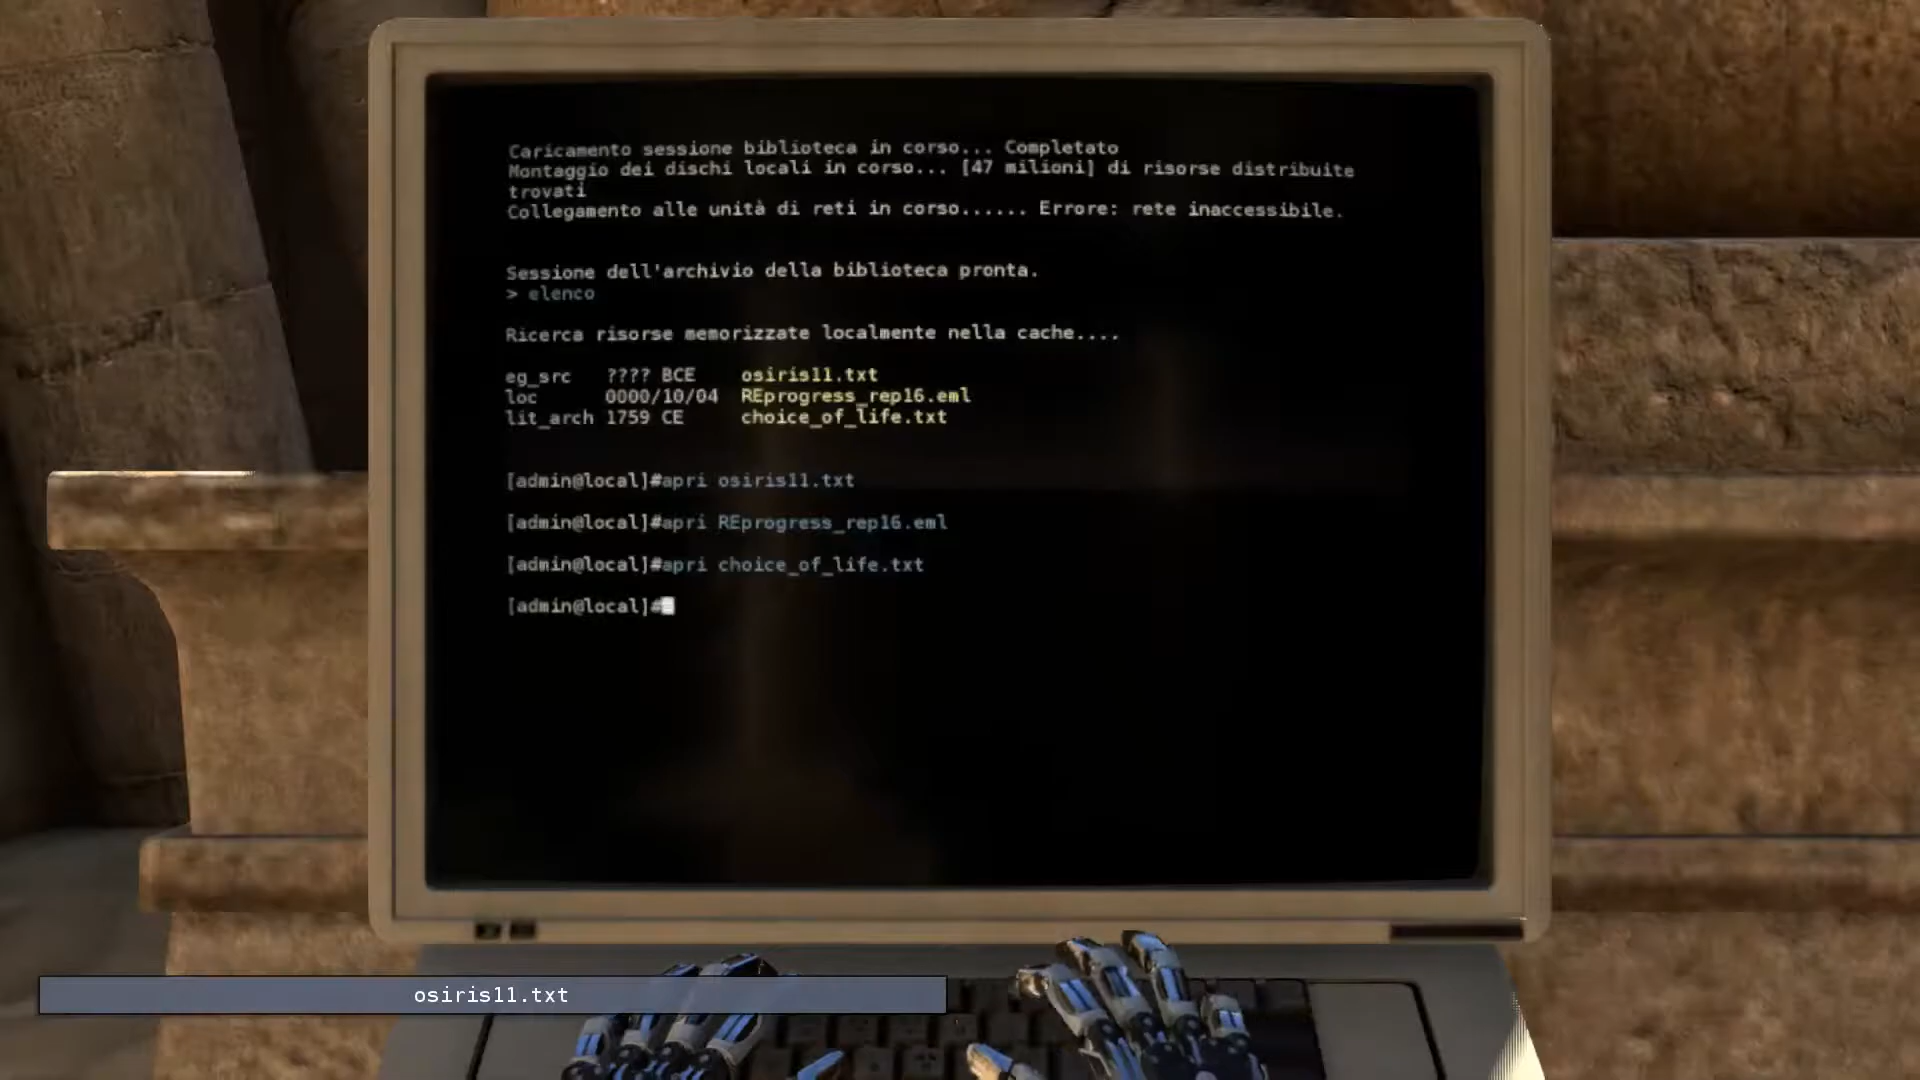 Caricamento sessione biblioteca in corso... Completato
Montaggio dei dischi locali in corso... [47 milioni] di risorse distribuite
trovati
Collegamento alle unità di reti in corso...... Errore: rete inaccessibile.
Sessione dell'archivio della biblioteca pronta.
> elenco
Ricerca risorse memorizzate localmente nella cache....
eg_src ???? BCE osiris11.txt
loc 0000/10/04 REprogress_rep16.eml
lit_arch 1759 CE choice_of_life.txt
[admin@local]#apri osiris11.txt
[admin@local]#apri REprogress_rep16.eml
[admin@local]#apri choice_of_life.txt
[admin@local]#
osiris11.txt